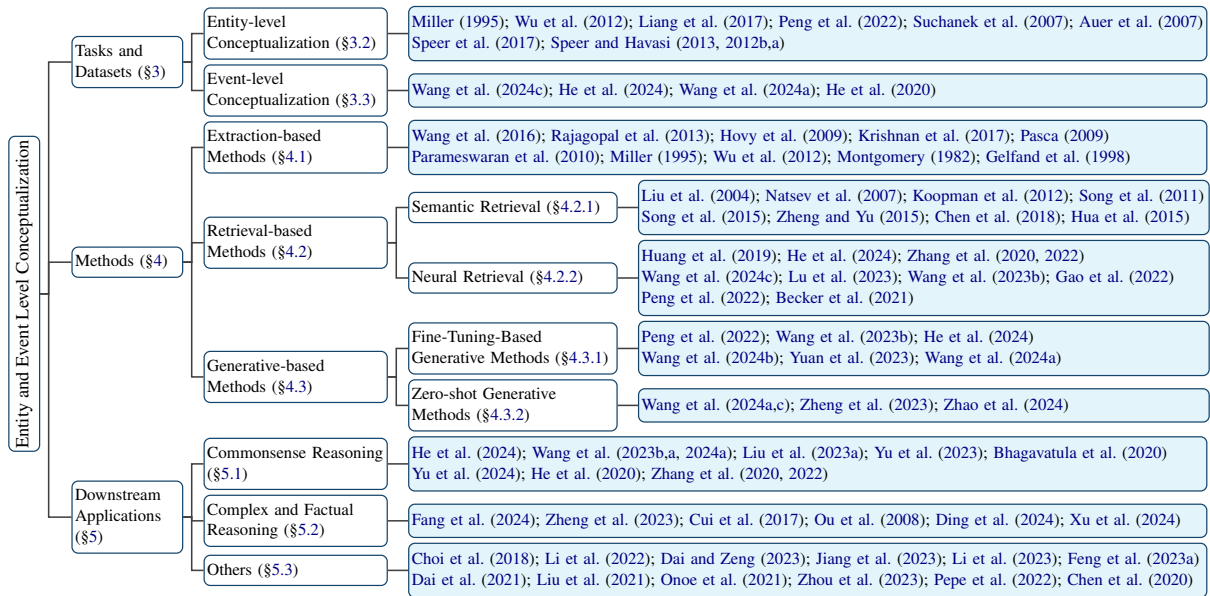 Entity and Event Level Conceptualization
Tasks and
Datasets (§3)
Entity-level
Conceptualization (§3.2)
Miller (1995); Wu et al. (2012); Liang et al. (2017); Peng et al. (2022); Suchanek et al. (2007); Auer et al. (2007)
Speer et al. (2017); Speer and Havasi (2013, 2012b,a)
Event-level
Conceptualization (§3.3)
Wang et al. (2024c); He et al. (2024); Wang et al. (2024a); He et al. (2020)
Methods (§4)
Extraction-based
Methods (§4.1)
Wang et al. (2016); Rajagopal et al. (2013); Hovy et al. (2009); Krishnan et al. (2017); Pasca (2009)
Parameswaran et al. (2010); Miller (1995); Wu et al. (2012); Montgomery (1982); Gelfand et al. (1998)
Retrieval-based
Methods (§4.2)
Semantic Retrieval (§4.2.1)
Liu et al. (2004); Natsev et al. (2007); Koopman et al. (2012); Song et al. (2011)
Song et al. (2015); Zheng and Yu (2015); Chen et al. (2018); Hua et al. (2015)
Neural Retrieval (§4.2.2)
Huang et al. (2019); He et al. (2024); Zhang et al. (2020, 2022)
Wang et al. (2024c); Lu et al. (2023); Wang et al. (2023b); Gao et al. (2022)
Peng et al. (2022); Becker et al. (2021)
Generative-based
Methods (§4.3)
Fine-Tuning-Based
Generative Methods (§4.3.1)
Peng et al. (2022); Wang et al. (2023b); He et al. (2024)
Wang et al. (2024b); Yuan et al. (2023); Wang et al. (2024a)
Zero-shot Generative
Methods (§4.3.2)
Wang et al. (2024a,c); Zheng et al. (2023); Zhao et al. (2024)
Downstream
Applications
(§5)
Commonsense Reasoning
(§5.1)
He et al. (2024); Wang et al. (2023b,a, 2024a); Liu et al. (2023a); Yu et al. (2023); Bhagavatula et al. (2020)
Yu et al. (2024); He et al. (2020); Zhang et al. (2020, 2022)
Complex and Factual
Reasoning (§5.2)
Fang et al. (2024); Zheng et al. (2023); Cui et al. (2017); Ou et al. (2008); Ding et al. (2024); Xu et al. (2024)
Others (§5.3)
Choi et al. (2018); Li et al. (2022); Dai and Zeng (2023); Jiang et al. (2023); Li et al. (2023); Feng et al. (2023a)
Dai et al. (2021); Liu et al. (2021); Onoe et al. (2021); Zhou et al. (2023); Pepe et al. (2022); Chen et al. (2020)